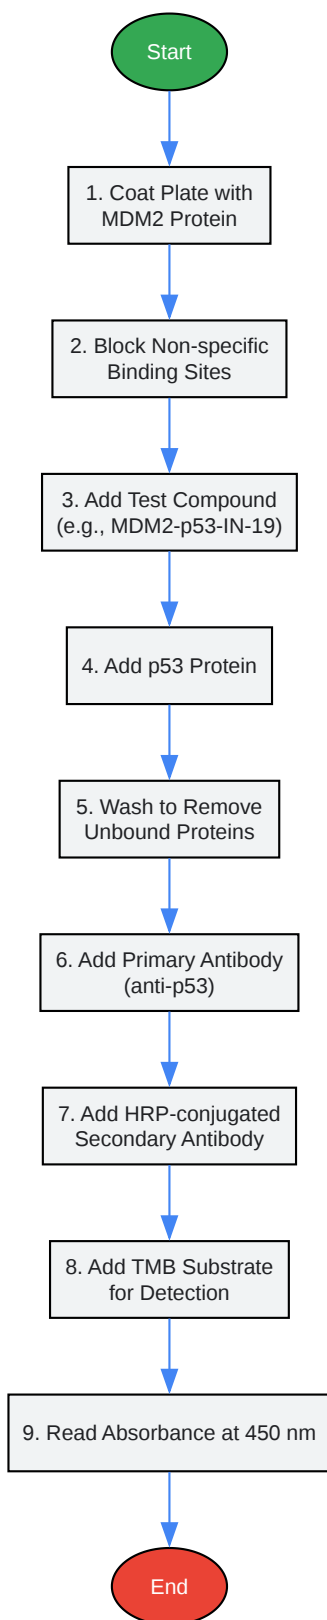 Start
1. Coat Plate with
MDM2 Protein
2. Block Non-specific
Binding Sites
3. Add Test Compound
(e.g., MDM2-p53-IN-19)
4. Add p53 Protein
5. Wash to Remove
Unbound Proteins
6. Add Primary Antibody
(anti-p53)
7. Add HRP-conjugated
Secondary Antibody
8. Add TMB Substrate
for Detection
9. Read Absorbance at 450 nm
End